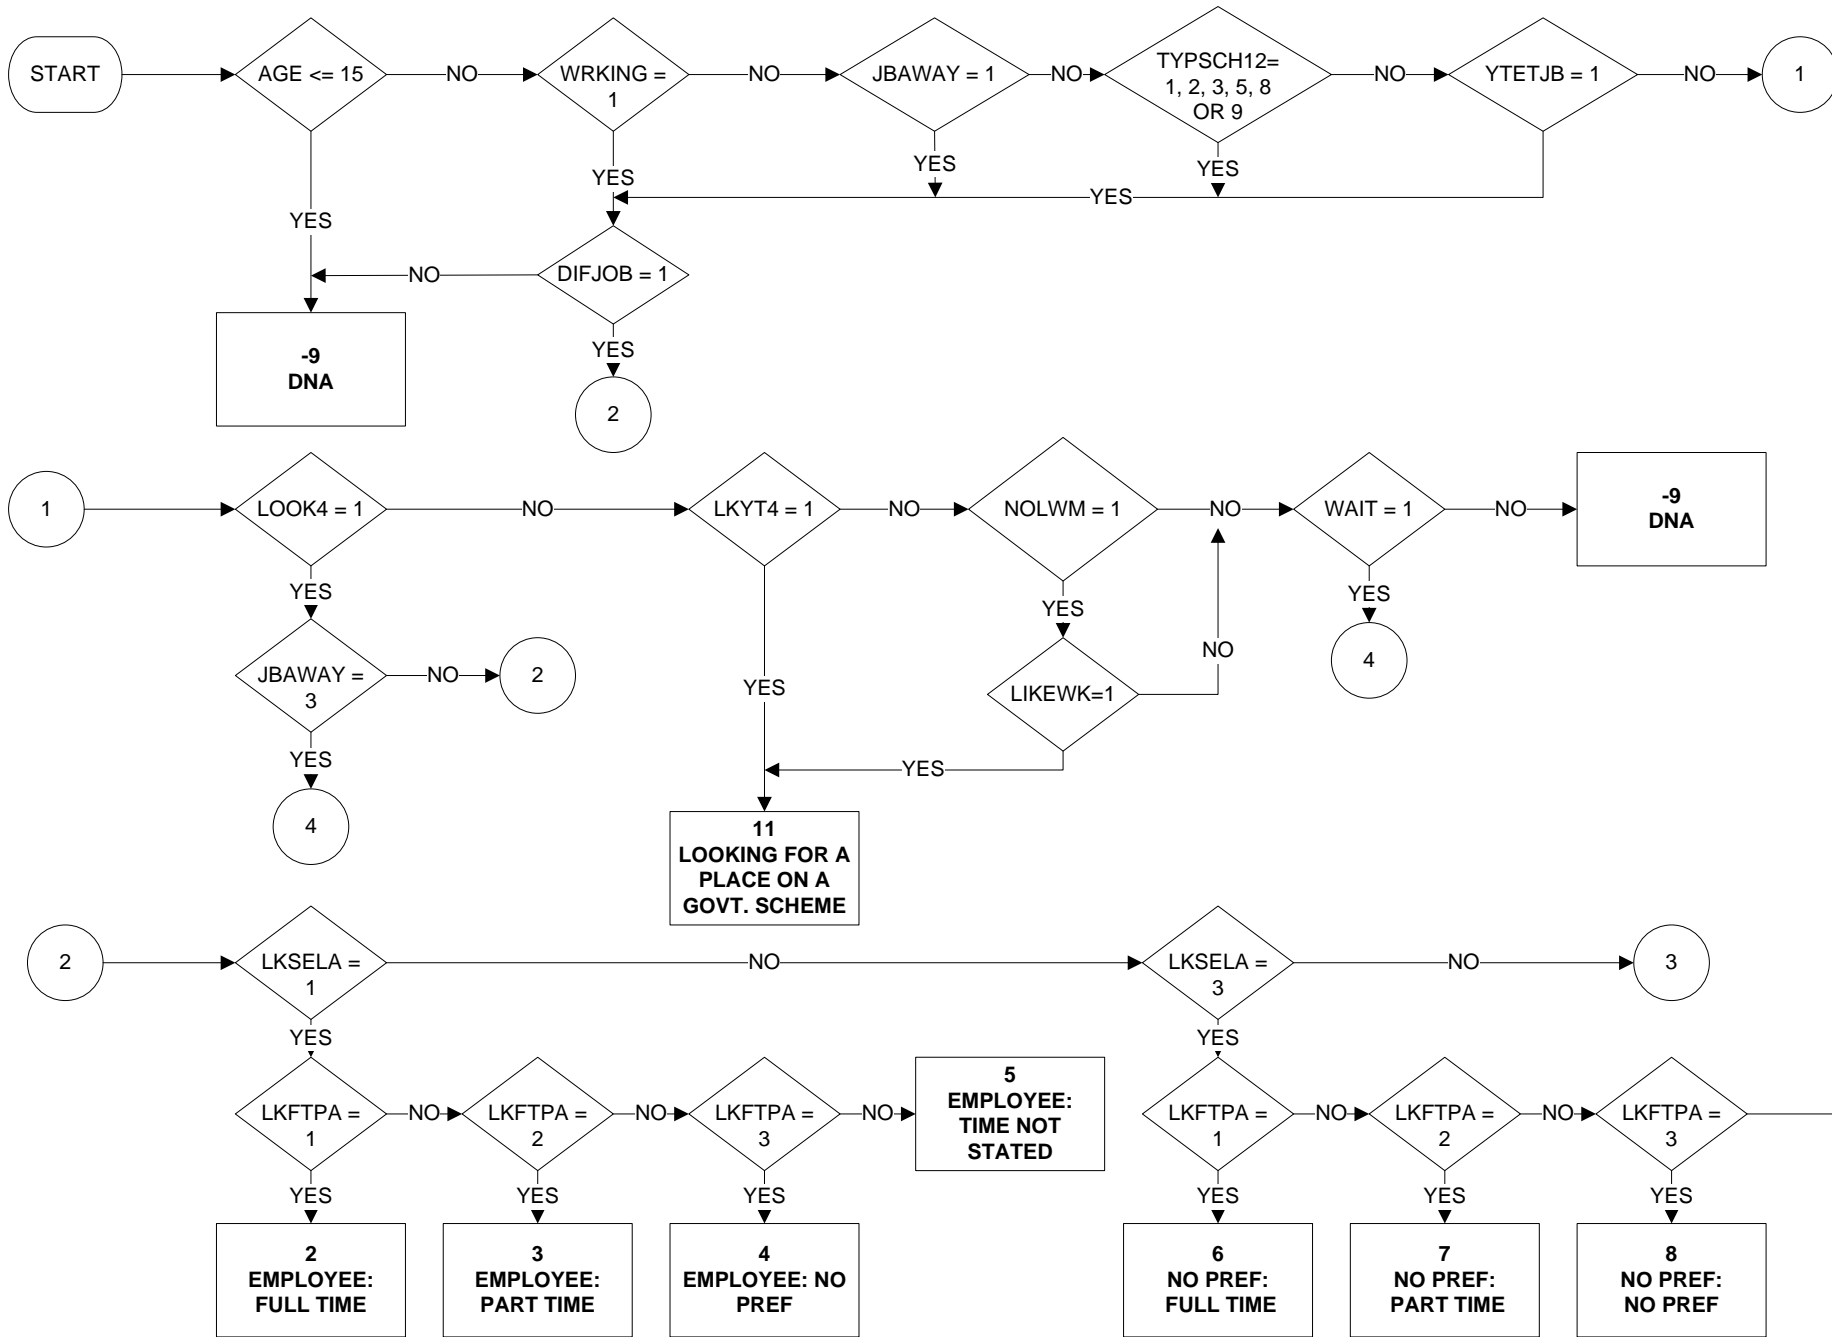 START
AGE <= 15
NO
WRKING =
1
NO
JBAWAY = 1
NO
TYPSCH12=
1, 2, 3, 5, 8
OR 9
NO
YTETJB = 1
NO
1
YES
YES
YES
YES
YES
NO
DIFJOB = 1
-9
DNA
YES
2
1
LOOK4 = 1
NO
LKYT4 = 1
NO
NOLWM = 1
NO
WAIT = 1
NO
-9
DNA
YES
YES
YES
4
JBAWAY =
3
NO
2
YES
LIKEWK=1
NO
YES
YES
4
11
LOOKING FOR A
PLACE ON A
GOVT. SCHEME
2
LKSELA =
1
NO
LKSELA =
3
NO
3
YES
YES
LKFTPA =
1
NO
LKFTPA =
2
NO
LKFTPA =
3
NO
5
EMPLOYEE:
TIME NOT
STATED
LKFTPA =
1
NO
LKFTPA =
2
NO
LKFTPA =
3
YES
YES
YES
YES
YES
YES
2
EMPLOYEE:
FULL TIME
3
EMPLOYEE:
PART TIME
4
EMPLOYEE: NO
PREF
6
NO PREF:
FULL TIME
7
NO PREF:
PART TIME
8
NO PREF:
NO PREF